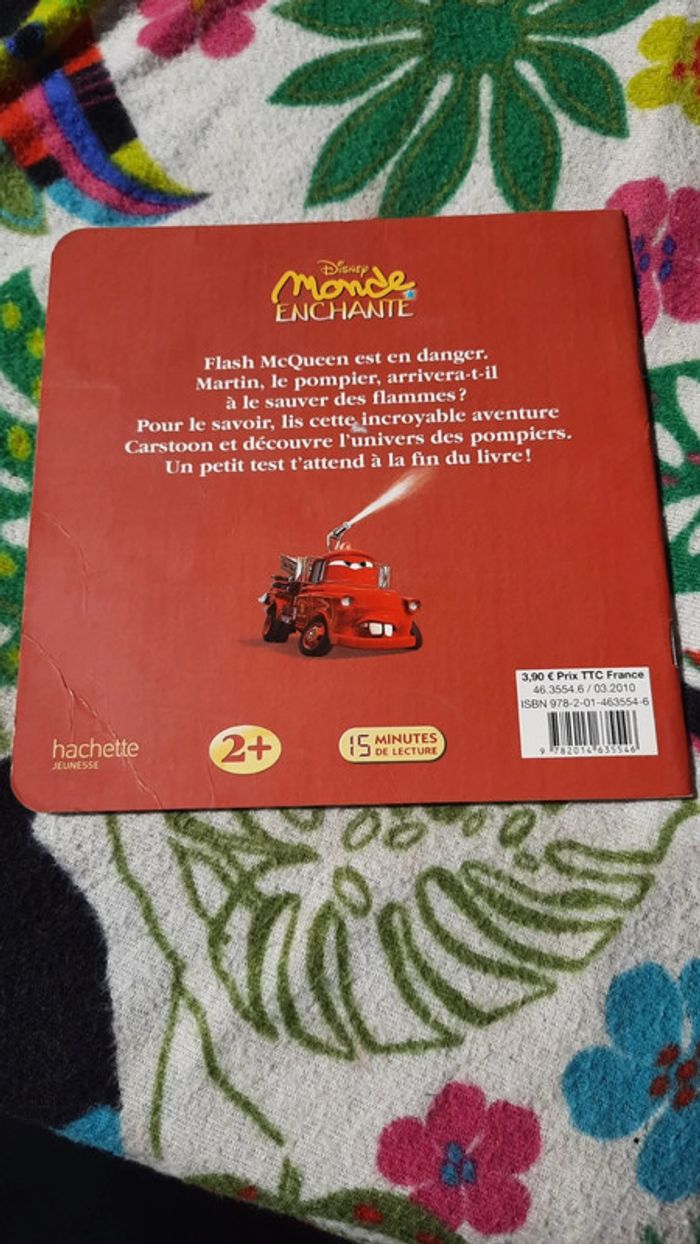 Disney
Monde
ENCHANTÉ
Flash McQueen est en danger.
Martin, le pompier, arrivera-t-il
à le sauver des flammes ?
Pour le savoir, lis cette incroyable aventure
Carstoon et découvre l'univers des pompiers.
Un petit test t'attend à la fin du livre !
3,90 € Prix TTC France
46.3554.6 / 03.2010
ISBN 978-2-01-463554-6
9 782014 635546
hachette
JEUNESSE
2+
15 MINUTES
DE LECTURE